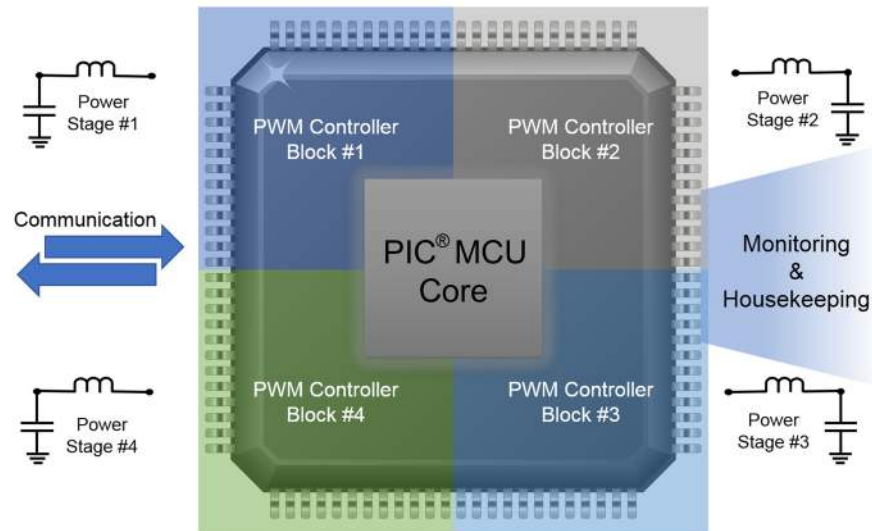 Power
Stage #1
PWM Controller
Block #1
PWM Controller
Block #2
Power
Stage #2
Communication
PIC® MCU
Core
Monitoring
&
Housekeeping
Power
Stage #4
PWM Controller
Block #4
PWM Controller
Block #3
Power
Stage #3